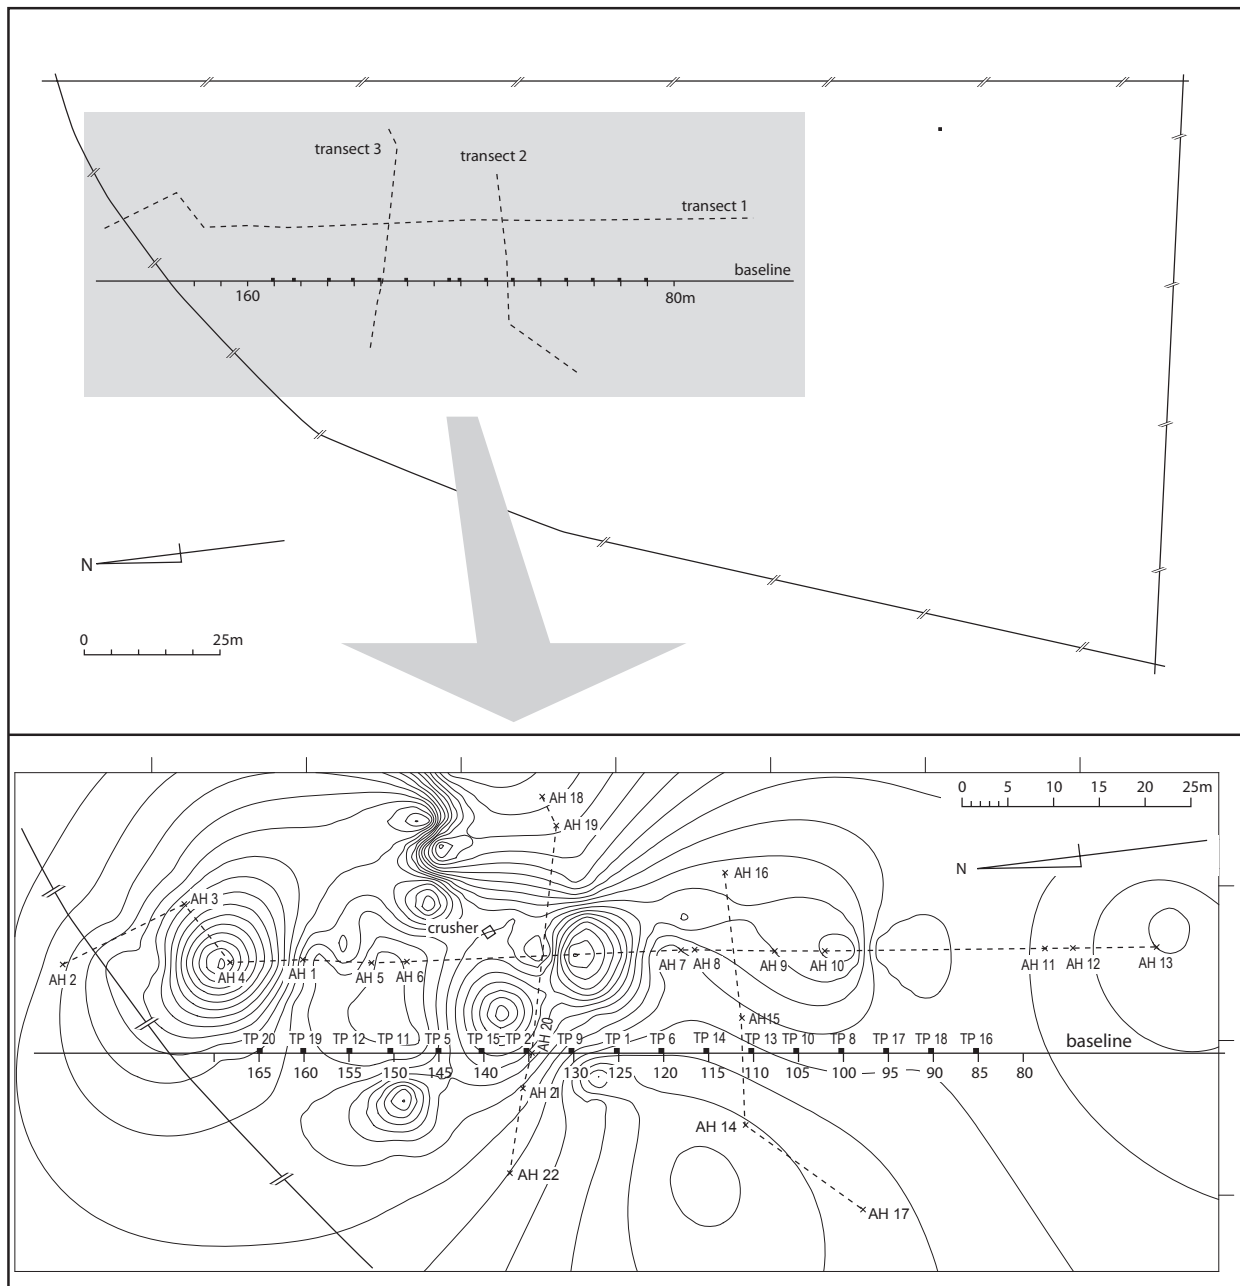 transect 3
transect 2
transect 1
baseline
160
80m
N
0 25m
AH 18
0 5 10 15 20 25m
AH 19
N
AH 16
AH 3
crusher
AH 2
AH 4
AH 1
AH 5
AH 6
AH 7
AH 8
AH 9
AH 10
AH 11
AH 12
AH 13
AH15
AH 20
TP 20 TP 19 TP 12 TP 11 TP 5 TP 15 TP 2 TP 9 TP 1 TP 6 TP 14 TP 13 TP 10 TP 8 TP 17 TP 18 TP 16
baseline
165 160 155 150 145 140 130 125 120 115 110 105 100 95 90 85 80
AH 21
AH 14
AH 22
AH 17